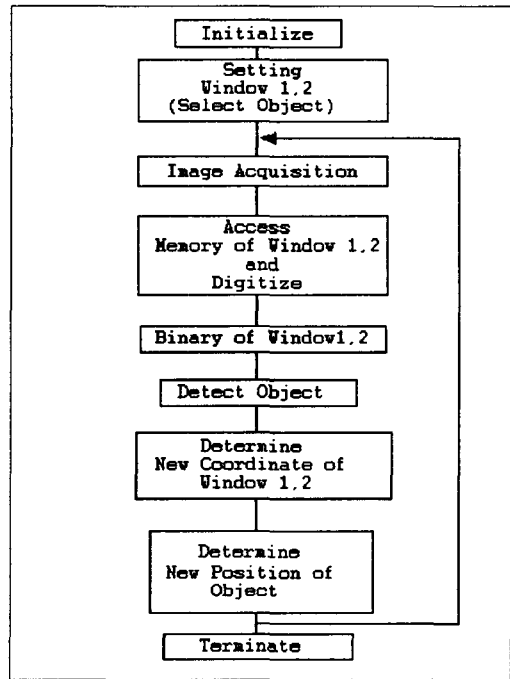 Initialize
Setting
Window 1,2
(Select Object)
Image Acquisition
Access
Memory of Window 1,2
and
Digitize
Binary of Window1,2
Detect Object
Determine
New Coordinate of
Window 1,2
Determine
New Position of
Object
Terminate